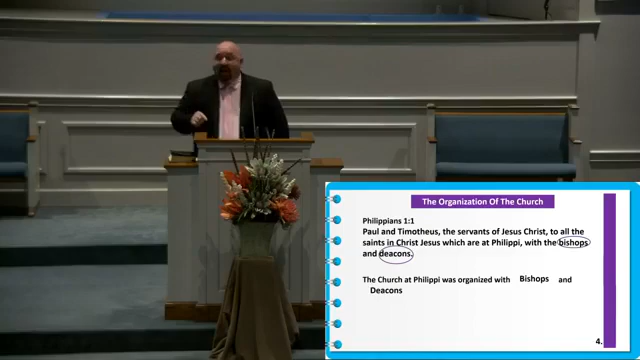 The Organization Of The Church
Philippians 1:1
Paul and Timotheus, the servants of Jesus Christ, to all the
saints in Christ Jesus which are at Philippi, with the bishops
and deacons.
The Church at Philippi was organized with Bishops and
Deacons
4.